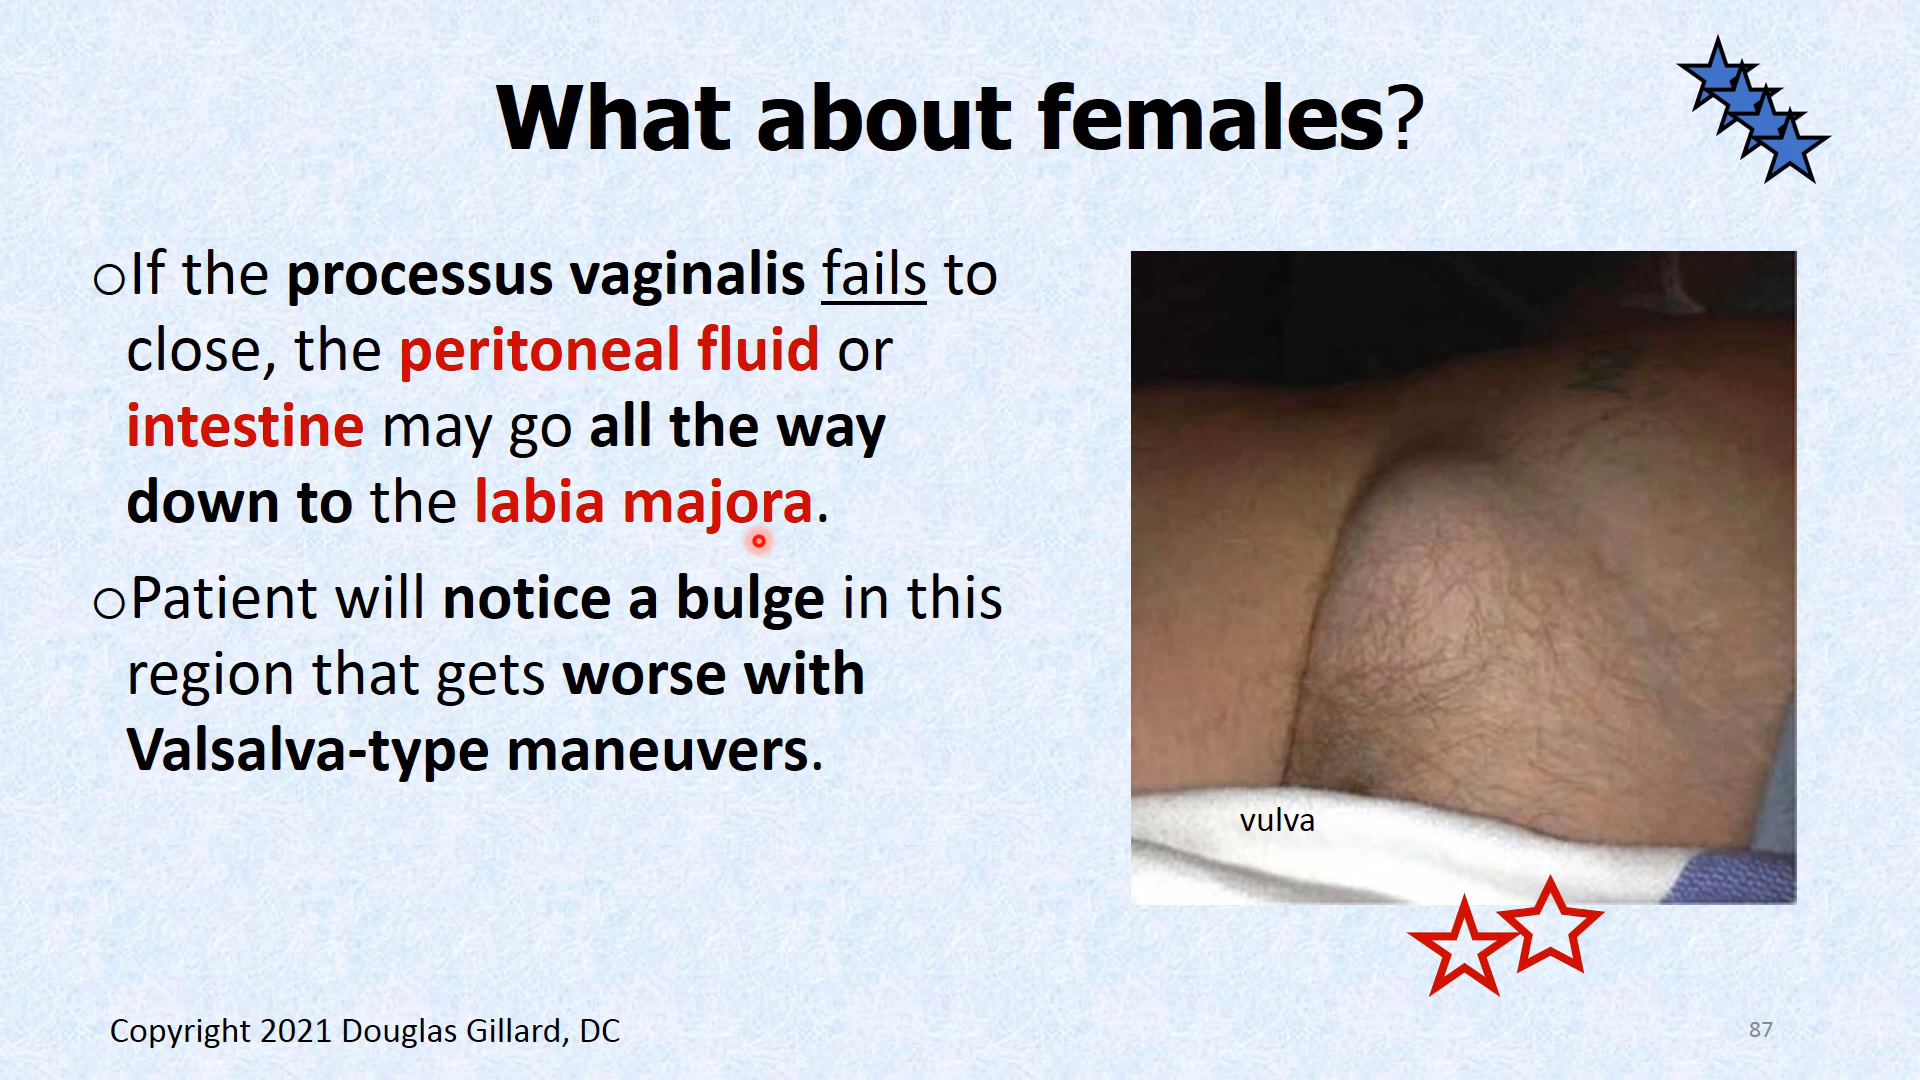 What about females?
oIf the processus vaginalis fails to
close, the peritoneal fluid or
intestine may go all the way
down to the labia majora.
oPatient will notice a bulge in this
region that gets worse with
Valsalva-type maneuvers.
vulva
Copyright 2021 Douglas Gillard, DC
87